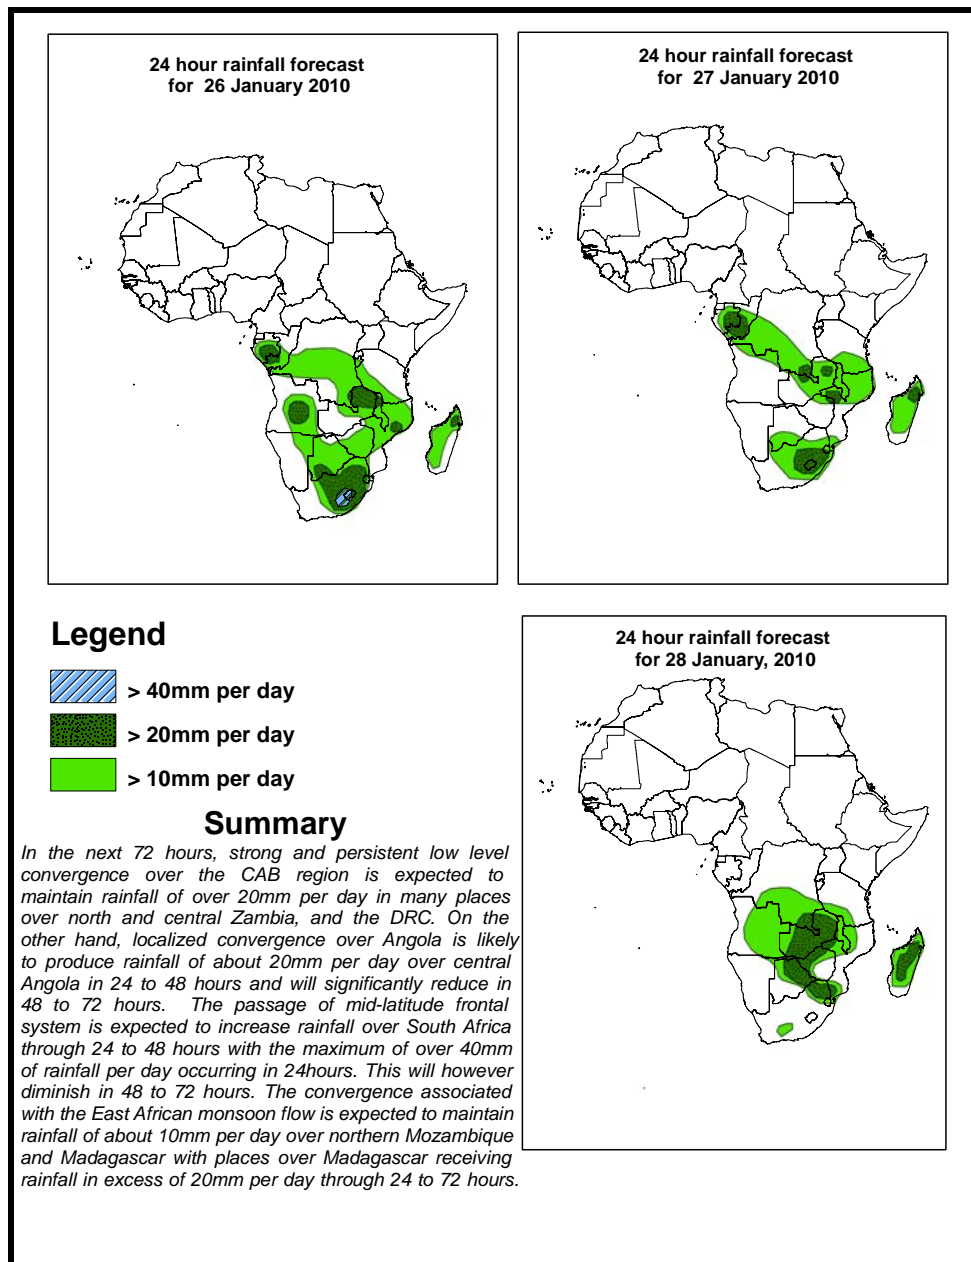 24 hour rainfall forecast
for 26 January 2010
24 hour rainfall forecast
for 27 January 2010
Legend
> 40mm per day
> 20mm per day
> 10mm per day
24 hour rainfall forecast
for 28 January, 2010
Summary
In the next 72 hours, strong and persistent low level
convergence over the CAB region is expected to
maintain rainfall of over 20mm per day in many places
over north and central Zambia, and the DRC. On the
other hand, localized convergence over Angola is likely
to produce rainfall of about 20mm per day over central
Angola in 24 to 48 hours and will significantly reduce in
48 to 72 hours. The passage of mid-latitude frontal
system is expected to increase rainfall over South Africa
through 24 to 48 hours with the maximum of over 40mm
of rainfall per day occurring in 24hours. This will however
diminish in 48 to 72 hours. The convergence associated
with the East African monsoon flow is expected to maintain
rainfall of about 10mm per day over northern Mozambique
and Madagascar with places over Madagascar receiving
rainfall in excess of 20mm per day through 24 to 72 hours.